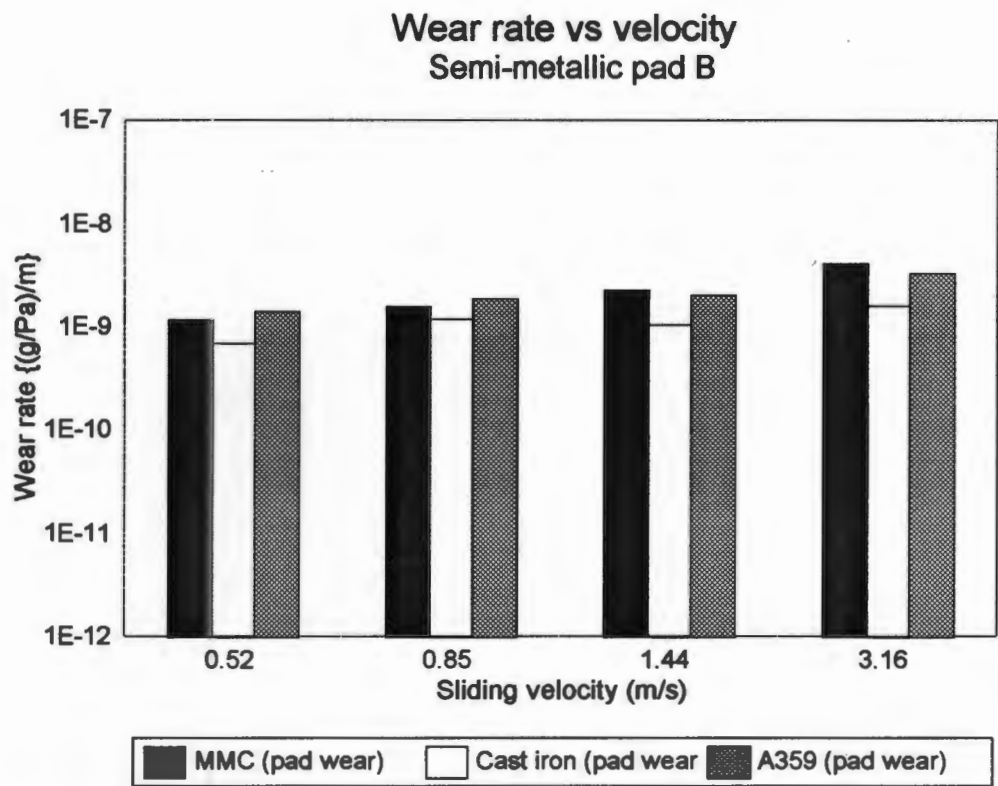 Wear rate vs velocity
Semi-metallic pad B
1E-7
1E-8
1E-9
1E-10
1E-11
1E-12
Wear rate {(g/Pa)/m}
0.52 0.85 1.44 3.16
Sliding velocity (m/s)
MMC (pad wear) Cast iron (pad wear A359 (pad wear)